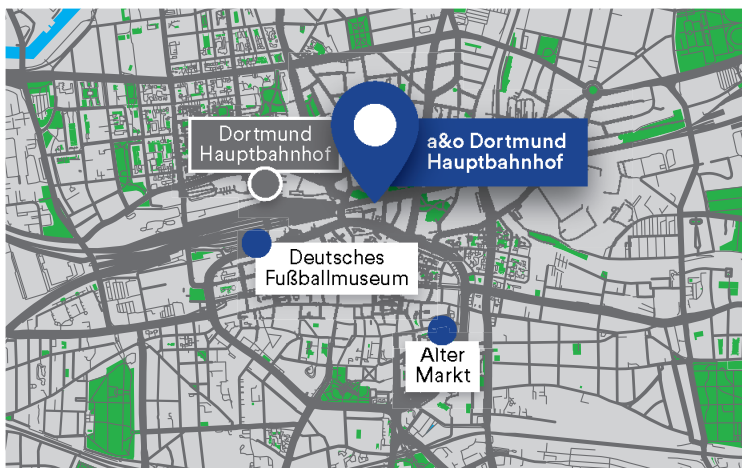 Dortmund
Hauptbahnhof
a&o Dortmund
Hauptbahnhof
Deutsches
Fußballmuseum
Alter
Markt